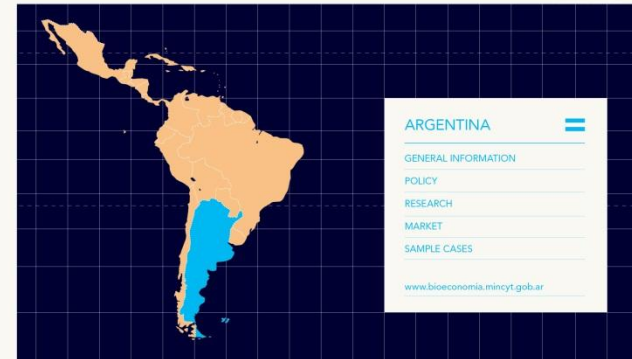 ARGENTINA
GENERAL INFORMATION
POLICY
RESEARCH
MARKET
SAMPLE CASES
www.bioeconomia.mincyt.gob.ar